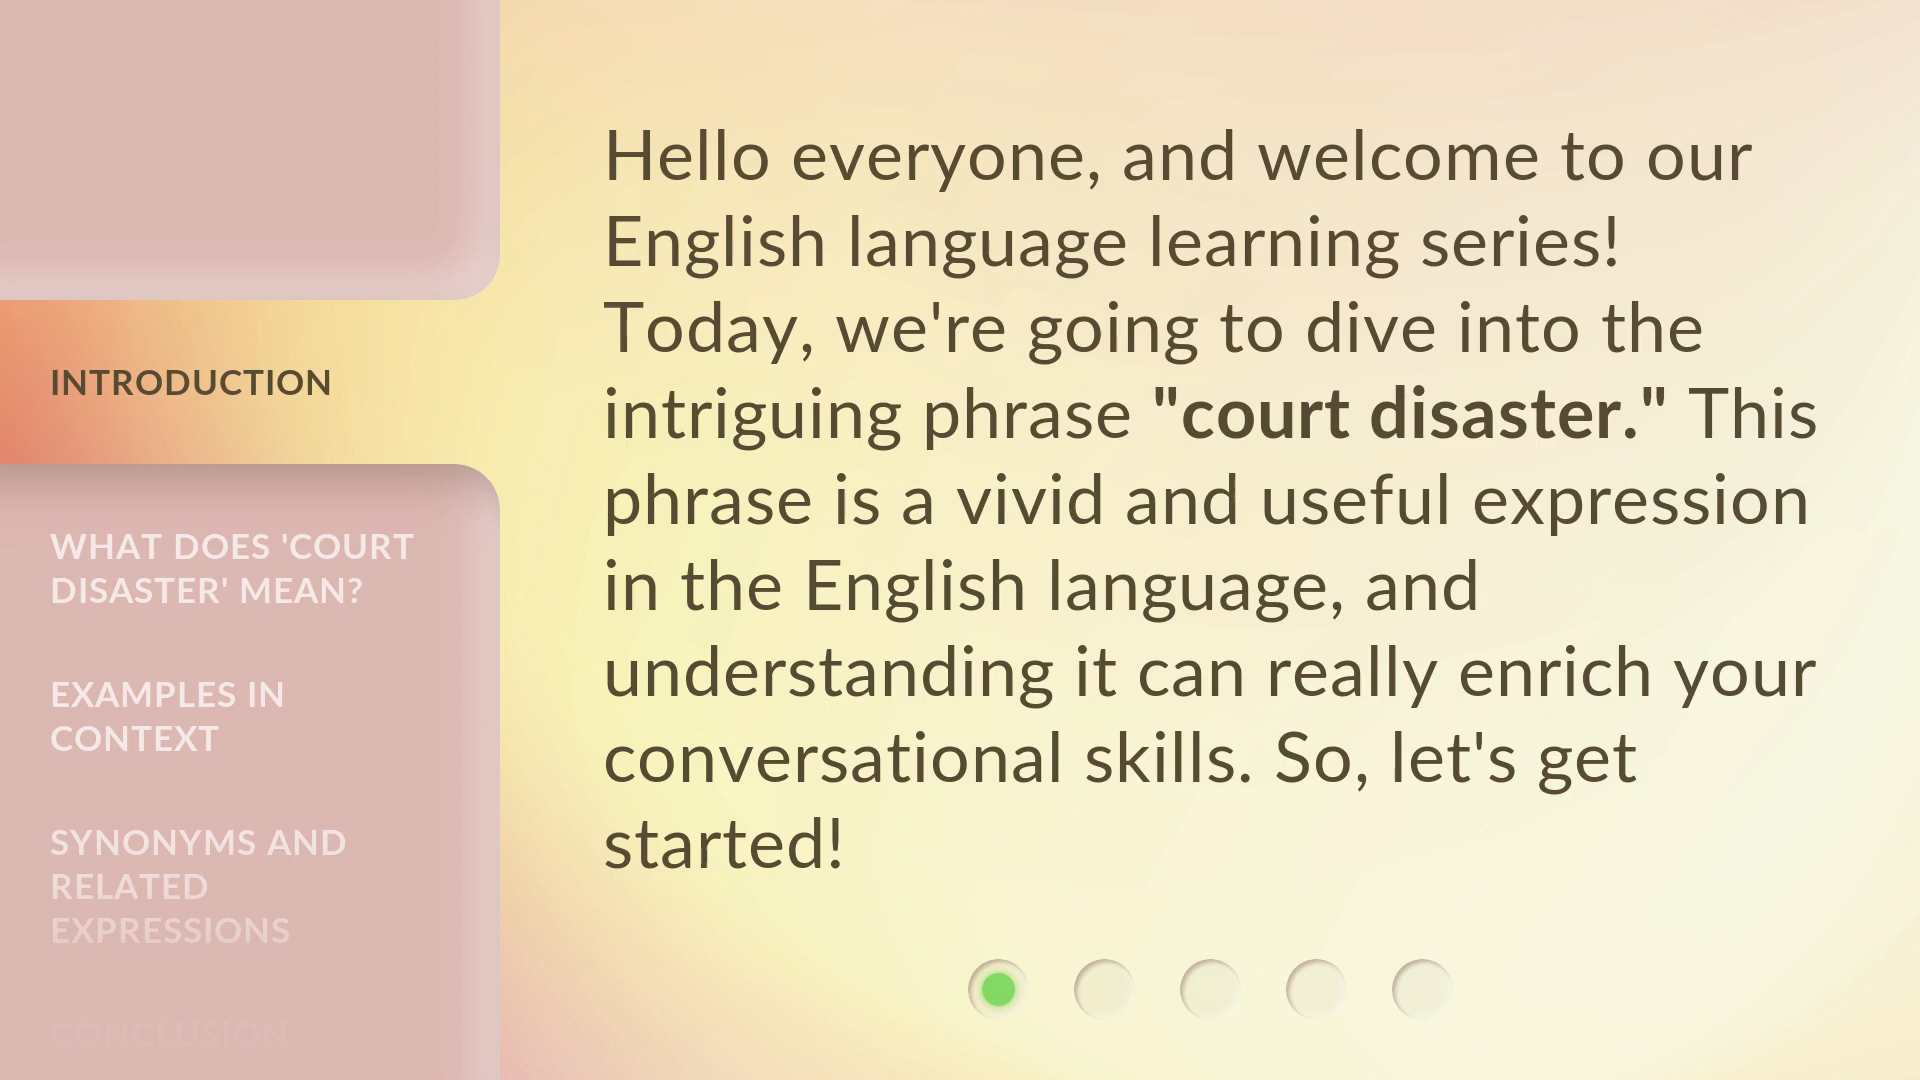 INTRODUCTION
WHAT DOES 'COURT
DISASTER' MEAN?
EXAMPLES IN
CONTEXT
SYNONYMS AND
RELATED
EXPRESSIONS
CONCLUSION
Hello everyone, and welcome to our
English language learning series!
Today, we're going to dive into the
intriguing phrase "court disaster." This
phrase is a vivid and useful expression
in the English language, and
understanding it can really enrich your
conversational skills. So, let's get
started!